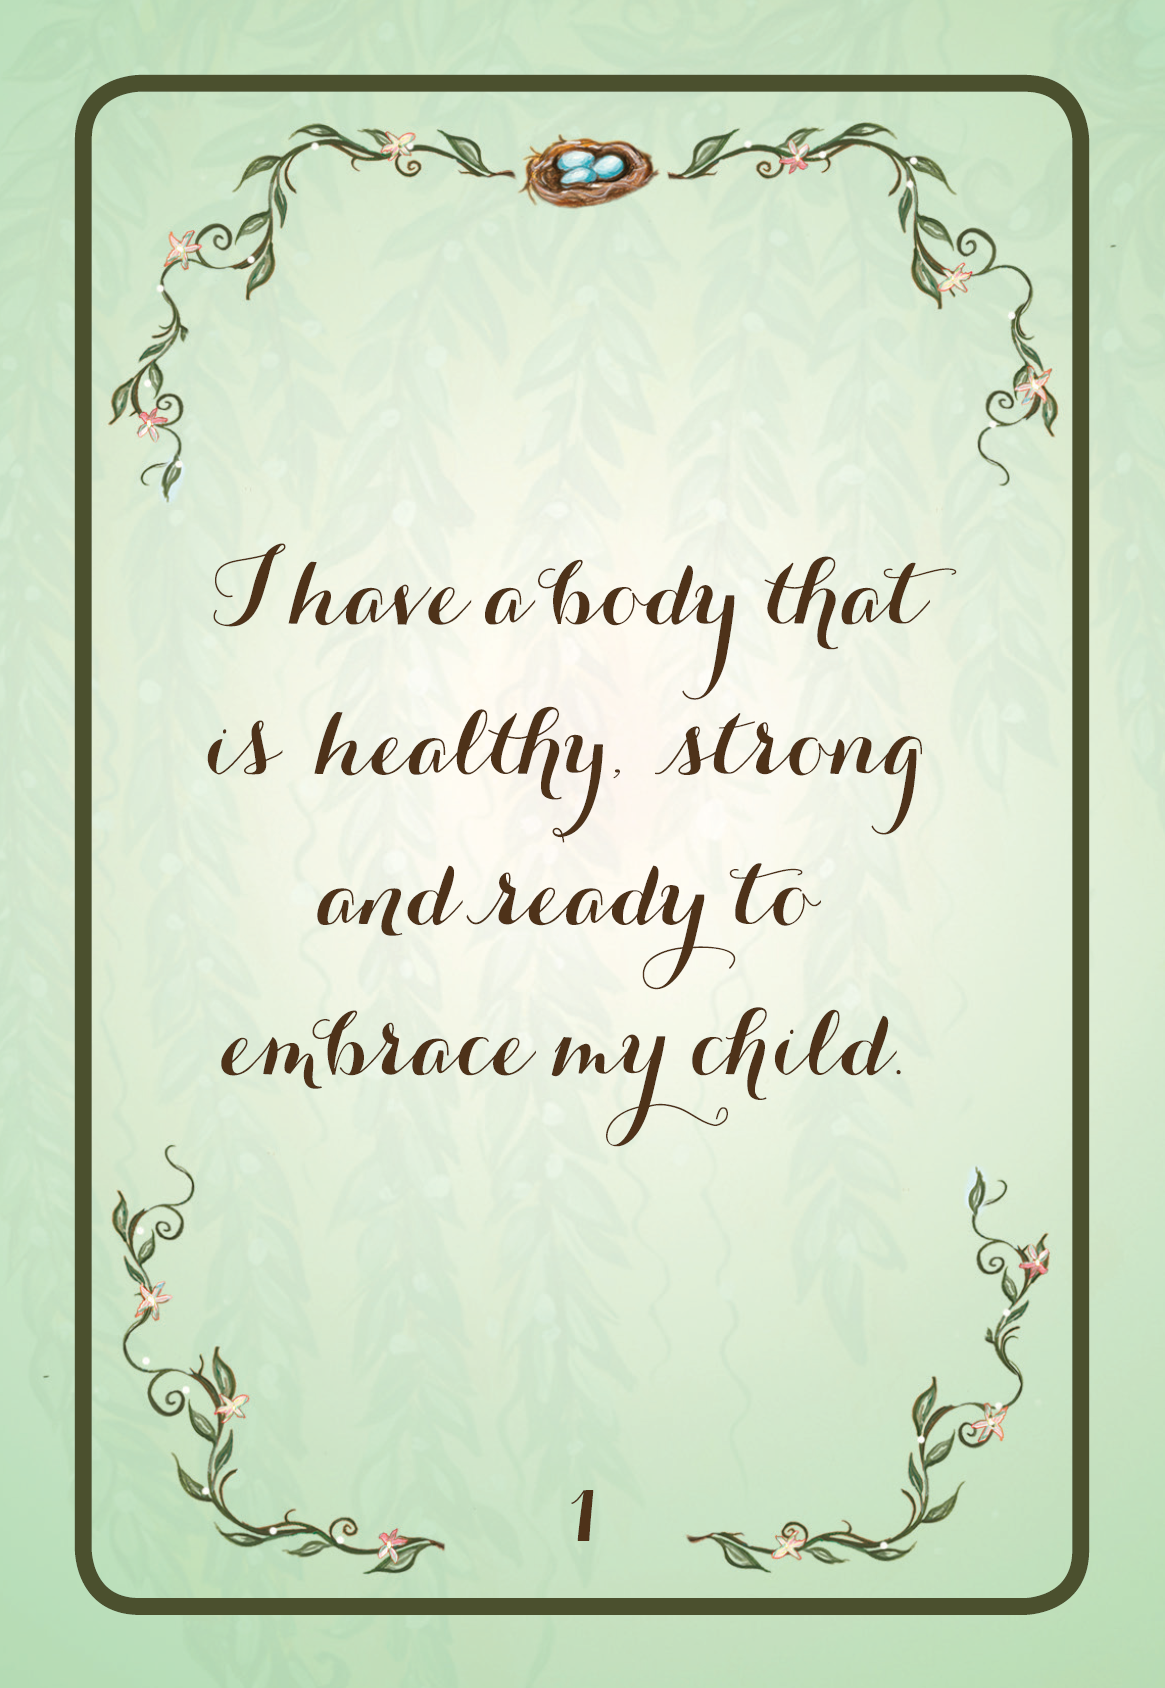 I have a body that
is healthy, strong
and ready to
embrace my child.
1